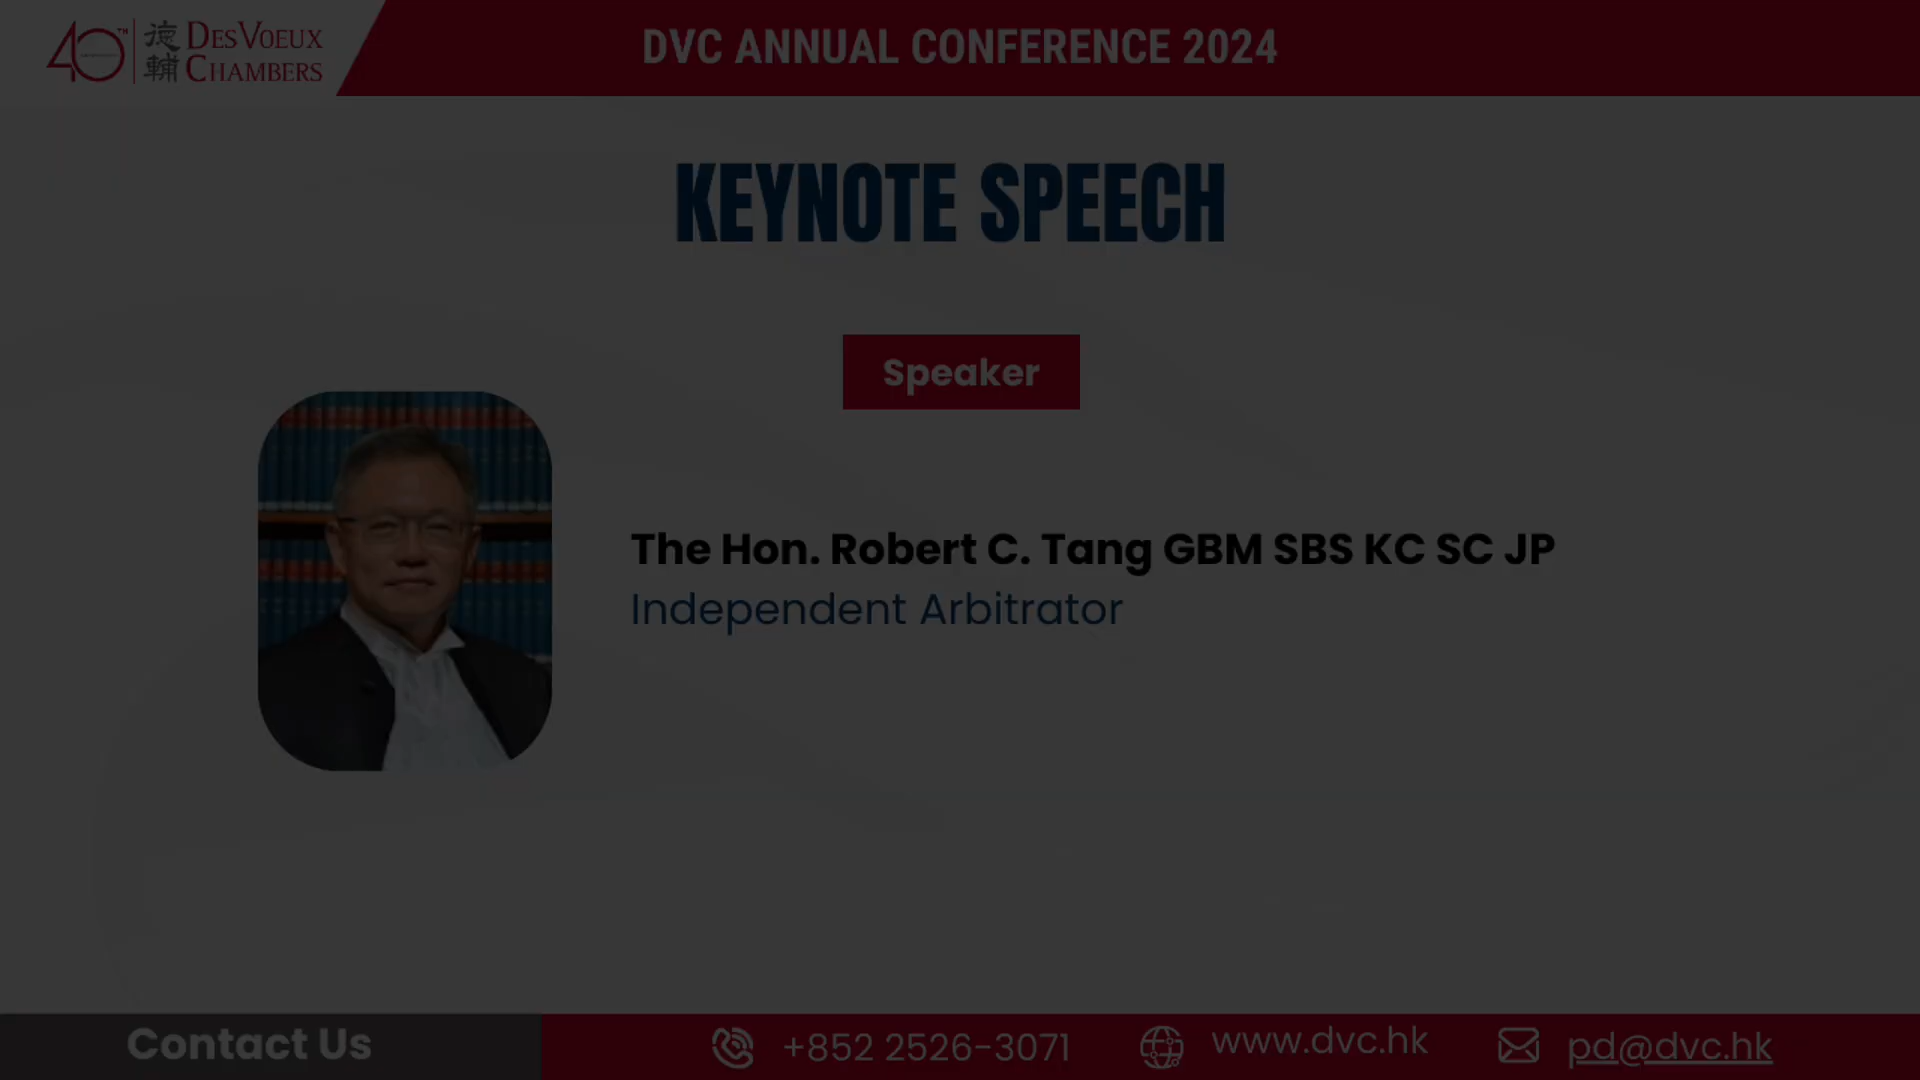 40™
德輔
DESVOEUX
CHAMBERS
DVC ANNUAL CONFERENCE 2024
KEYNOTE SPEECH
Speaker
The Hon. Robert C. Tang GBM SBS KC SC JP
Independent Arbitrator
Contact Us
+852 2526-3071
www.dvc.hk
pd@dvc.hk